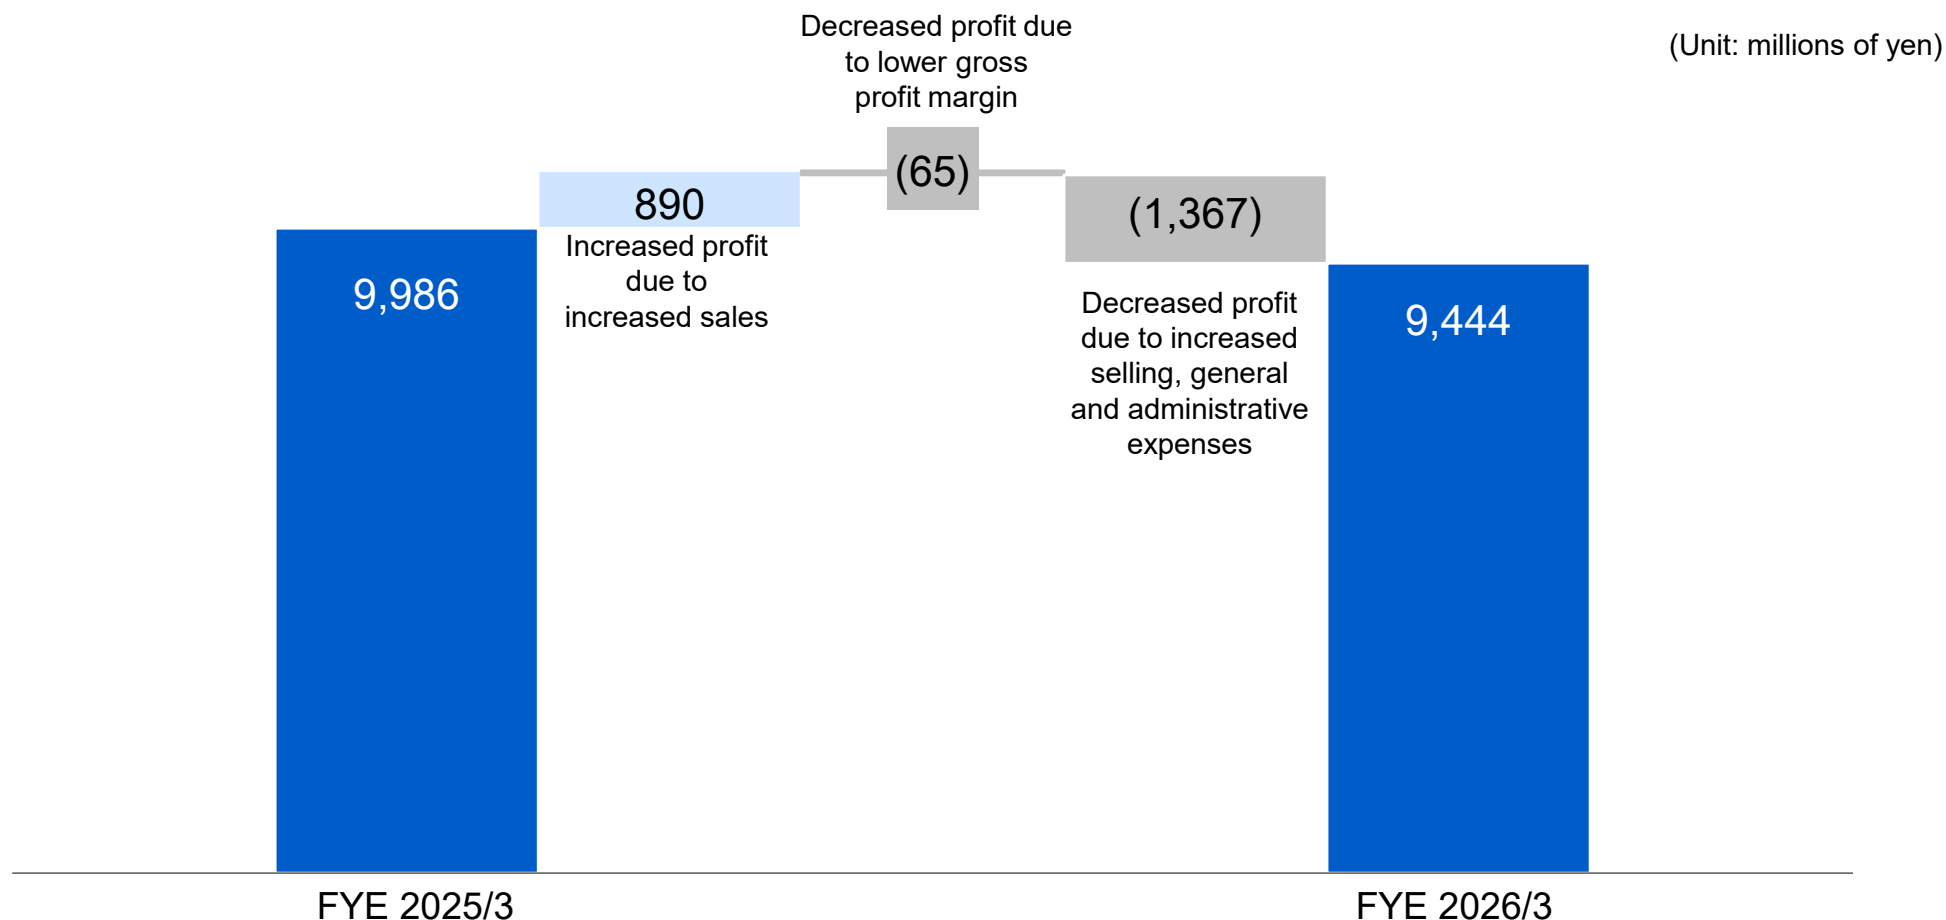 Decreased profit due
to lower gross
profit margin
(Unit: millions of yen)
(65)
890
(1,367)
Increased profit
due to
increased sales
9,986
Decreased profit
due to increased
selling, general
and administrative
expenses
9,444
FYE 2025/3
FYE 2026/3